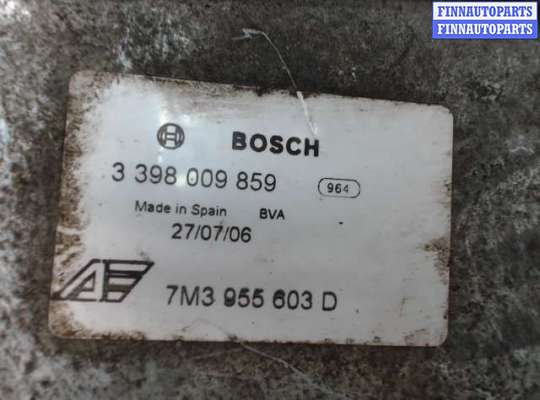 FINNAUTOPARTS
FINNAUTOPARTS
BOSCH
3 398 009 859 964
Made in Spain BVA
27/07/06
7M3 955 603 D